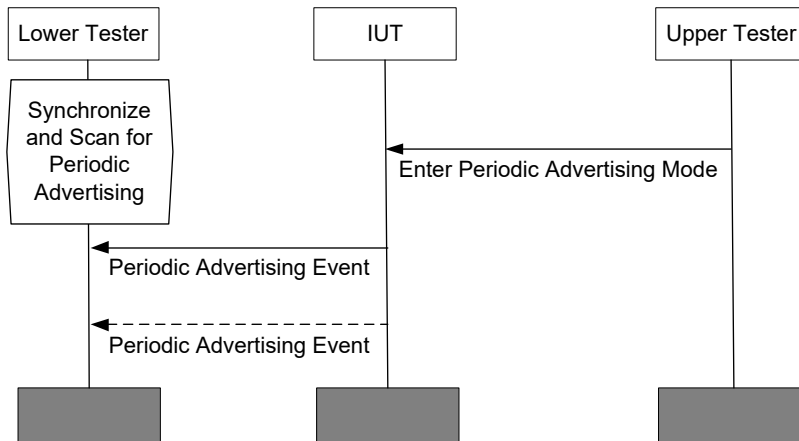 Lower Tester
IUT
Upper Tester
Synchronize
and Scan for
Periodic
Advertising
Enter Periodic Advertising Mode
Periodic Advertising Event
Periodic Advertising Event